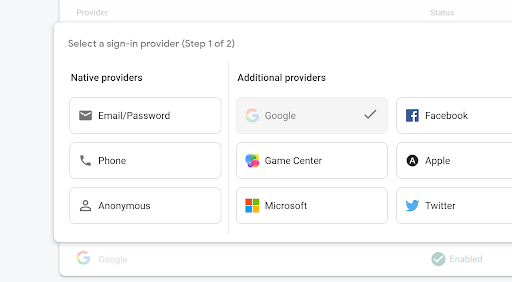 Provider Status
Select a sign-in provider (Step 1 of 2)
Native providers Additional providers
Email/Password Google Facebook
Phone Game Center Apple
Anonymous Microsoft Twitter
Google Enabled